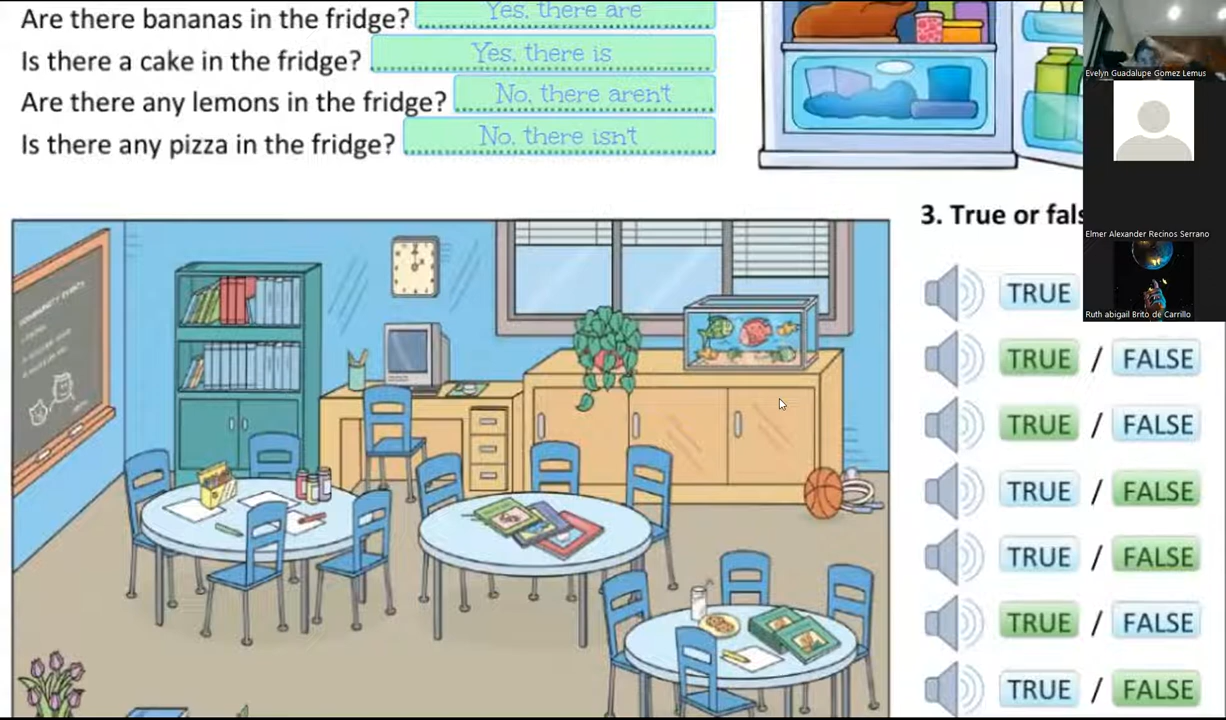 Are there bananas in the fridge? Yes, there are
Is there a cake in the fridge? Yes, there is
Are there any lemons in the fridge? No, there aren't
Is there any pizza in the fridge? No, there isn't
Evelyn Guadalupe Gomez Lemus
Elmer Alexander Recinos Serrano
Ruth abigail Brito de Carrillo
3. True or fals
TRUE
TRUE / FALSE
TRUE / FALSE
TRUE / FALSE
TRUE / FALSE
TRUE / FALSE
TRUE / FALSE